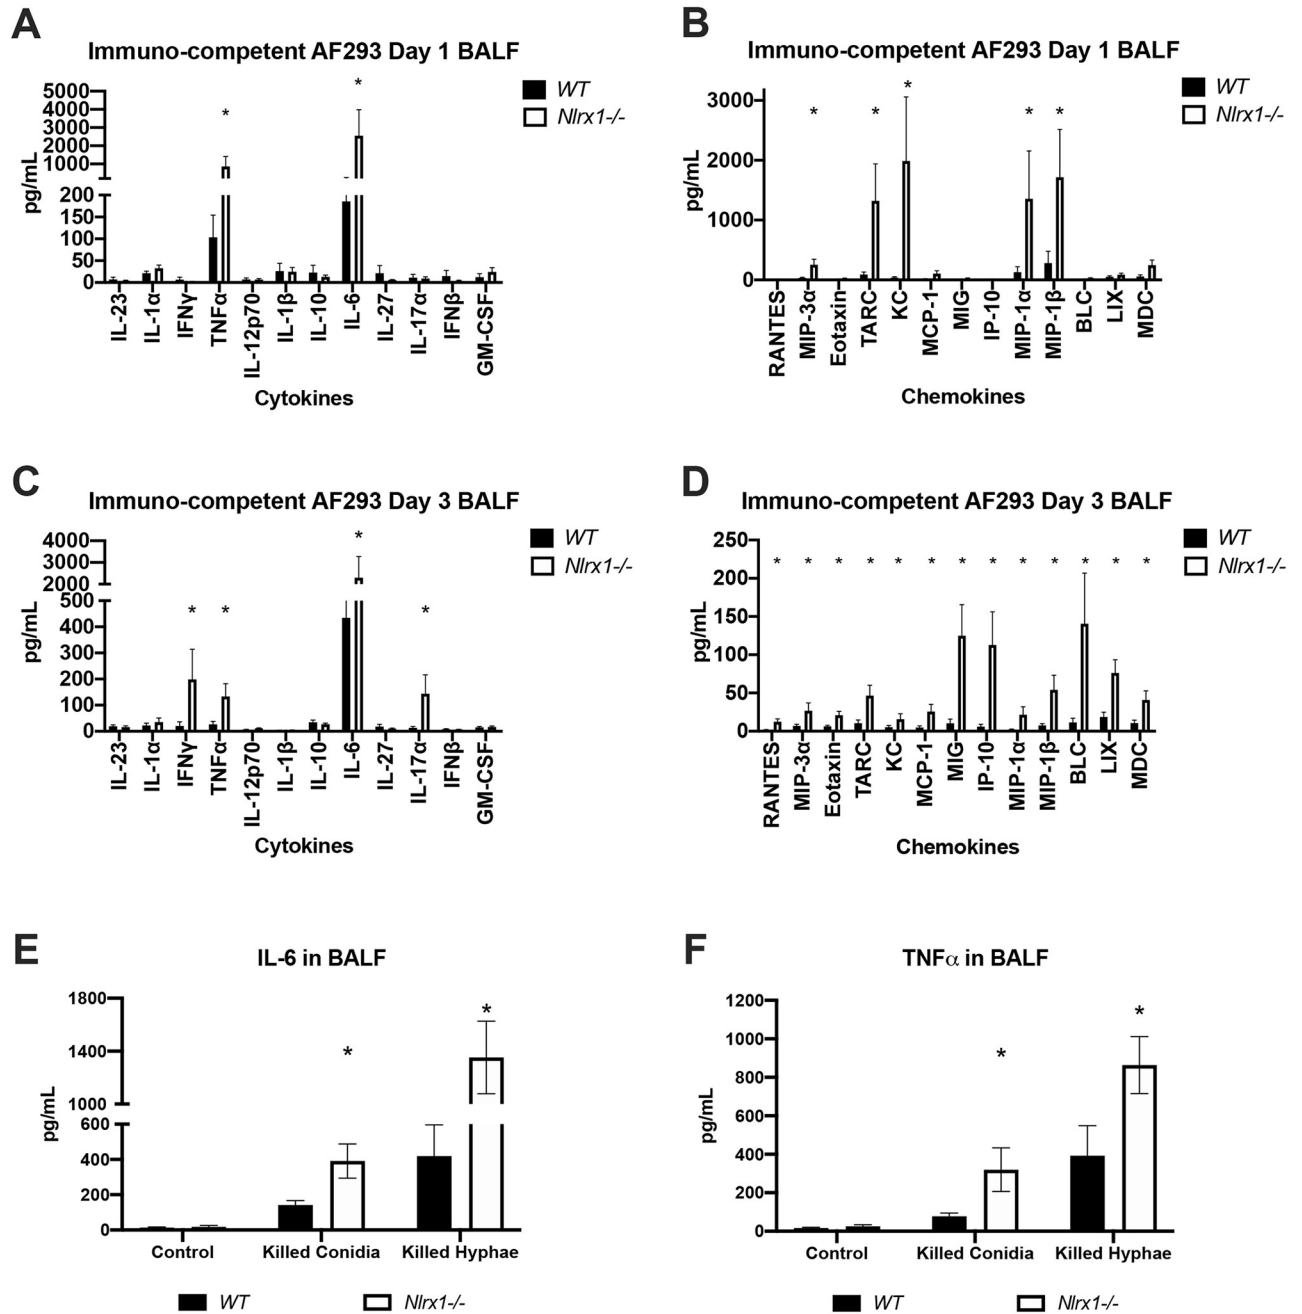 A
Immuno-competent AF293 Day 1 BALF
WT
Nlrx1-/-
*
*
5000
4000
3000
2000
1000
200
150
100
50
0
pg/mL
IL-23
IL-1α
IFNγ
TNFα
IL-12p70
IL-1β
IL-10
IL-6
IL-27
IL-17α
IFNβ
GM-CSF
Cytokines
B
Immuno-competent AF293 Day 1 BALF
WT
Nlrx1-/-
*
*
*
*
*
3000
2000
1000
0
pg/mL
RANTES
MIP-3α
Eotaxin
TARC
KC
MCP-1
MIG
IP-10
MIP-1α
MIP-1β
BLC
LIX
MDC
Chemokines
C
Immuno-competent AF293 Day 3 BALF
WT
Nlrx1-/-
*
*
*
*
4000
3000
2000
500
400
300
200
100
0
pg/mL
IL-23
IL-1α
IFNγ
TNFα
IL-12p70
IL-1β
IL-10
IL-6
IL-27
IL-17α
IFNβ
GM-CSF
Cytokines
D
Immuno-competent AF293 Day 3 BALF
WT
Nlrx1-/-
* * * * * * * * * * * * *
250
200
150
100
50
0
pg/mL
RANTES
MIP-3α
Eotaxin
TARC
KC
MCP-1
MIG
IP-10
MIP-1α
MIP-1β
BLC
LIX
MDC
Chemokines
E
IL-6 in BALF
*
*
1800
1400
1000
600
400
200
0
pg/mL
Control
Killed Conidia
Killed Hyphae
WT
Nlrx1-/-
F
TNFα in BALF
*
*
1200
1000
800
600
400
200
0
pg/mL
Control
Killed Conidia
Killed Hyphae
WT
Nlrx1-/-